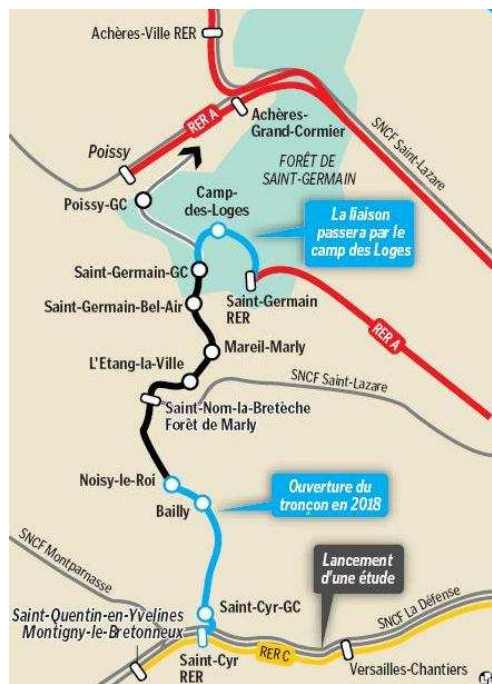 Achères-Ville RER
RER A
Achères-
Grand-Cormier
SNCF Saint-Lazare
Poissy
FORÊT DE
SAINT-GERMAIN
Poissy-GC
Camp-
des-Loges
La liaison
passera par le
camp des Loges
Saint-Germain-GC
Saint-Germain
RER
Saint-Germain-Bel-Air
RER A
Mareil-Marly
L'Etang-la-Ville
SNCF Saint-Lazare
Saint-Nom-la-Bretèche
Forêt de Marly
Noisy-le-Roi
Bailly
Ouverture du
tronçon en 2018
SNCF Montparnasse
Lancement
d'une étude
Saint-Cyr-GC
SNCF La Défense
Saint-Quentin-en-Yvelines
Montigny-le-Bretonneux
Saint-Cyr
RER
RER C
Versailles-Chantiers